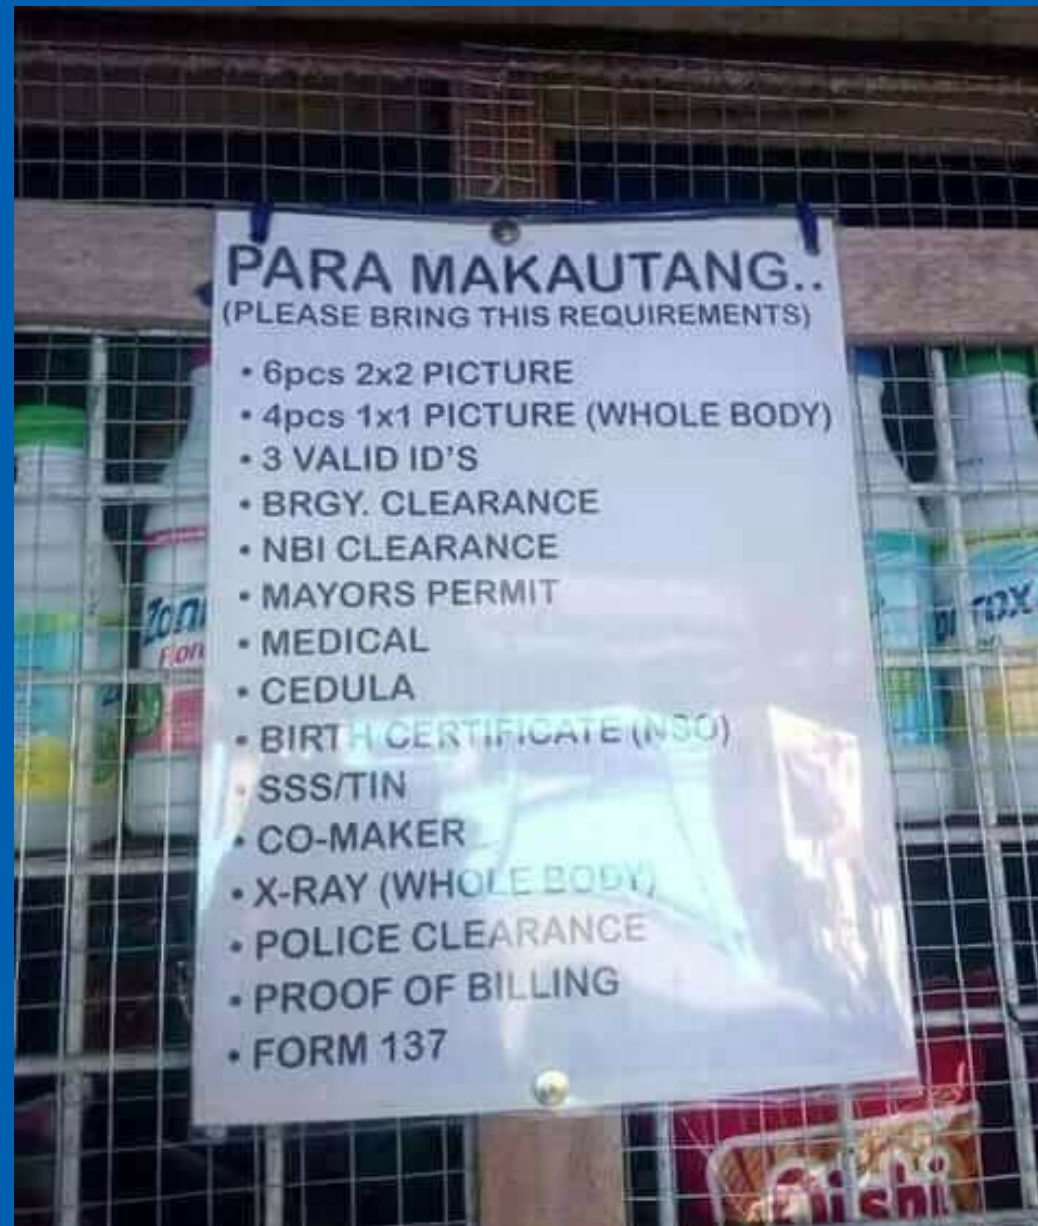 PARA MAKAUTANG..
(PLEASE BRING THIS REQUIREMENTS)
• 6pcs 2x2 PICTURE
• 4pcs 1x1 PICTURE (WHOLE BODY)
• 3 VALID ID'S
• BRGY. CLEARANCE
• NBI CLEARANCE
• MAYORS PERMIT
• MEDICAL
• CEDULA
• BIRTH CERTIFICATE (NSO)
• SSS/TIN
• CO-MAKER
• X-RAY (WHOLE BODY)
• POLICE CLEARANCE
• PROOF OF BILLING
• FORM 137
Oishi